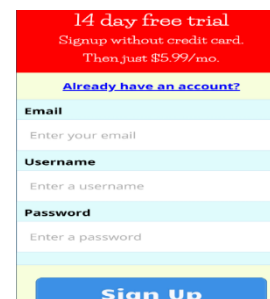 14 day free trial
Signup without credit card.
Then just $5.99/mo.
Already have an account?
Email
Enter your email
Username
Enter a username
Password
Enter a password
Sign Up